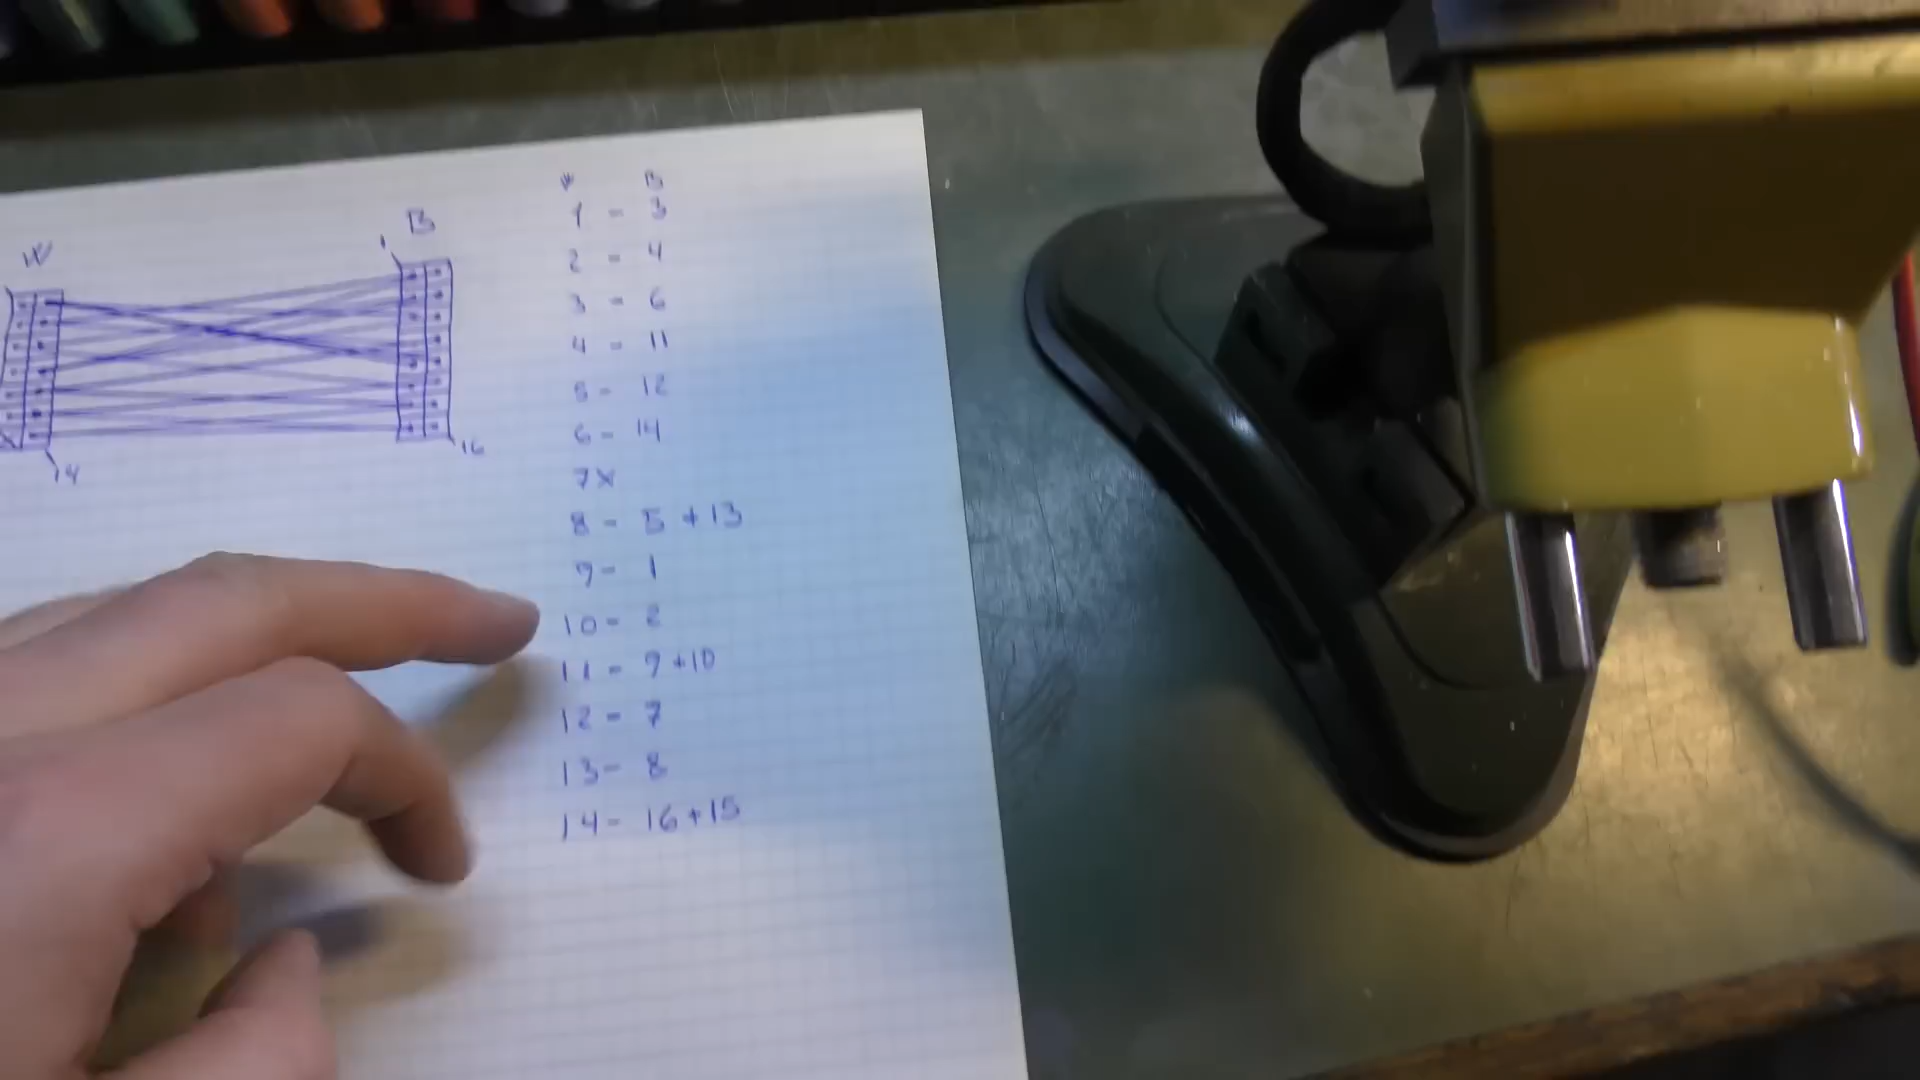 W
B
1
14
16
W B
1 - 3
2 - 4
3 - 6
4 - 11
5 - 12
6 - 14
7 X
8 - 5 + 13
9 - 1
10 - 2
11 - 9 + 10
12 - 7
13 - 8
14 - 16 + 15